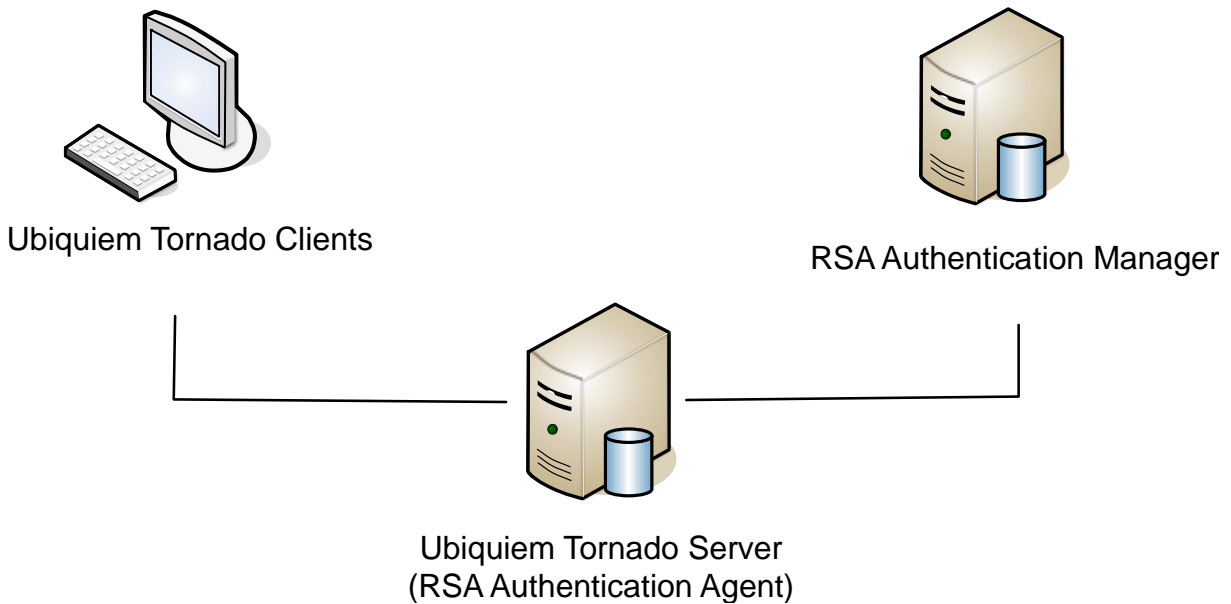 Ubiquiem Tornado Clients
RSA Authentication Manager
Ubiquiem Tornado Server
(RSA Authentication Agent)